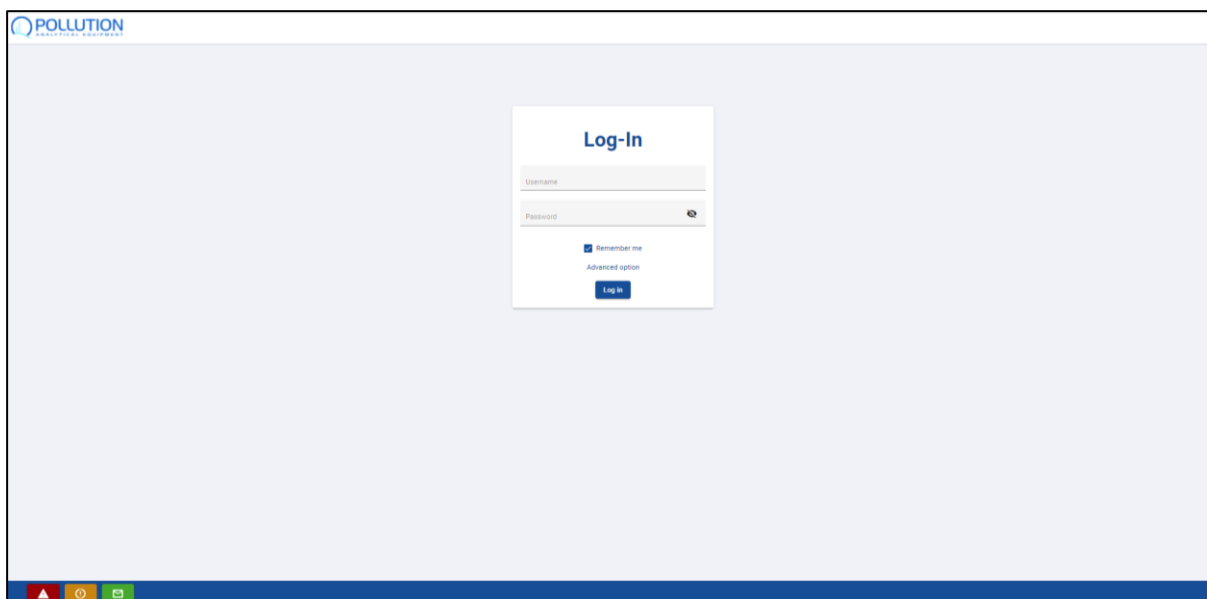 POLLUTION
ANALYTICAL EQUIPMENT
Log-In
Username
Password
Remember me
Advanced option
Log in